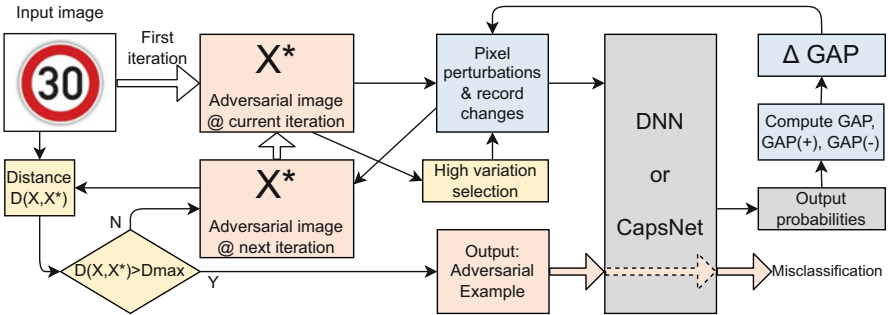 Input image
30
First
iteration
X*
Adversarial image
@ current iteration
Pixel
perturbations
& record
changes
DNN
or
CapsNet
Δ GAP
Compute GAP,
GAP(+), GAP(-)
Output
probabilities
Distance
D(X,X*)
X*
Adversarial image
@ next iteration
High variation
selection
N
D(X,X*)>Dmax
Y
Output:
Adversarial
Example
Misclassification